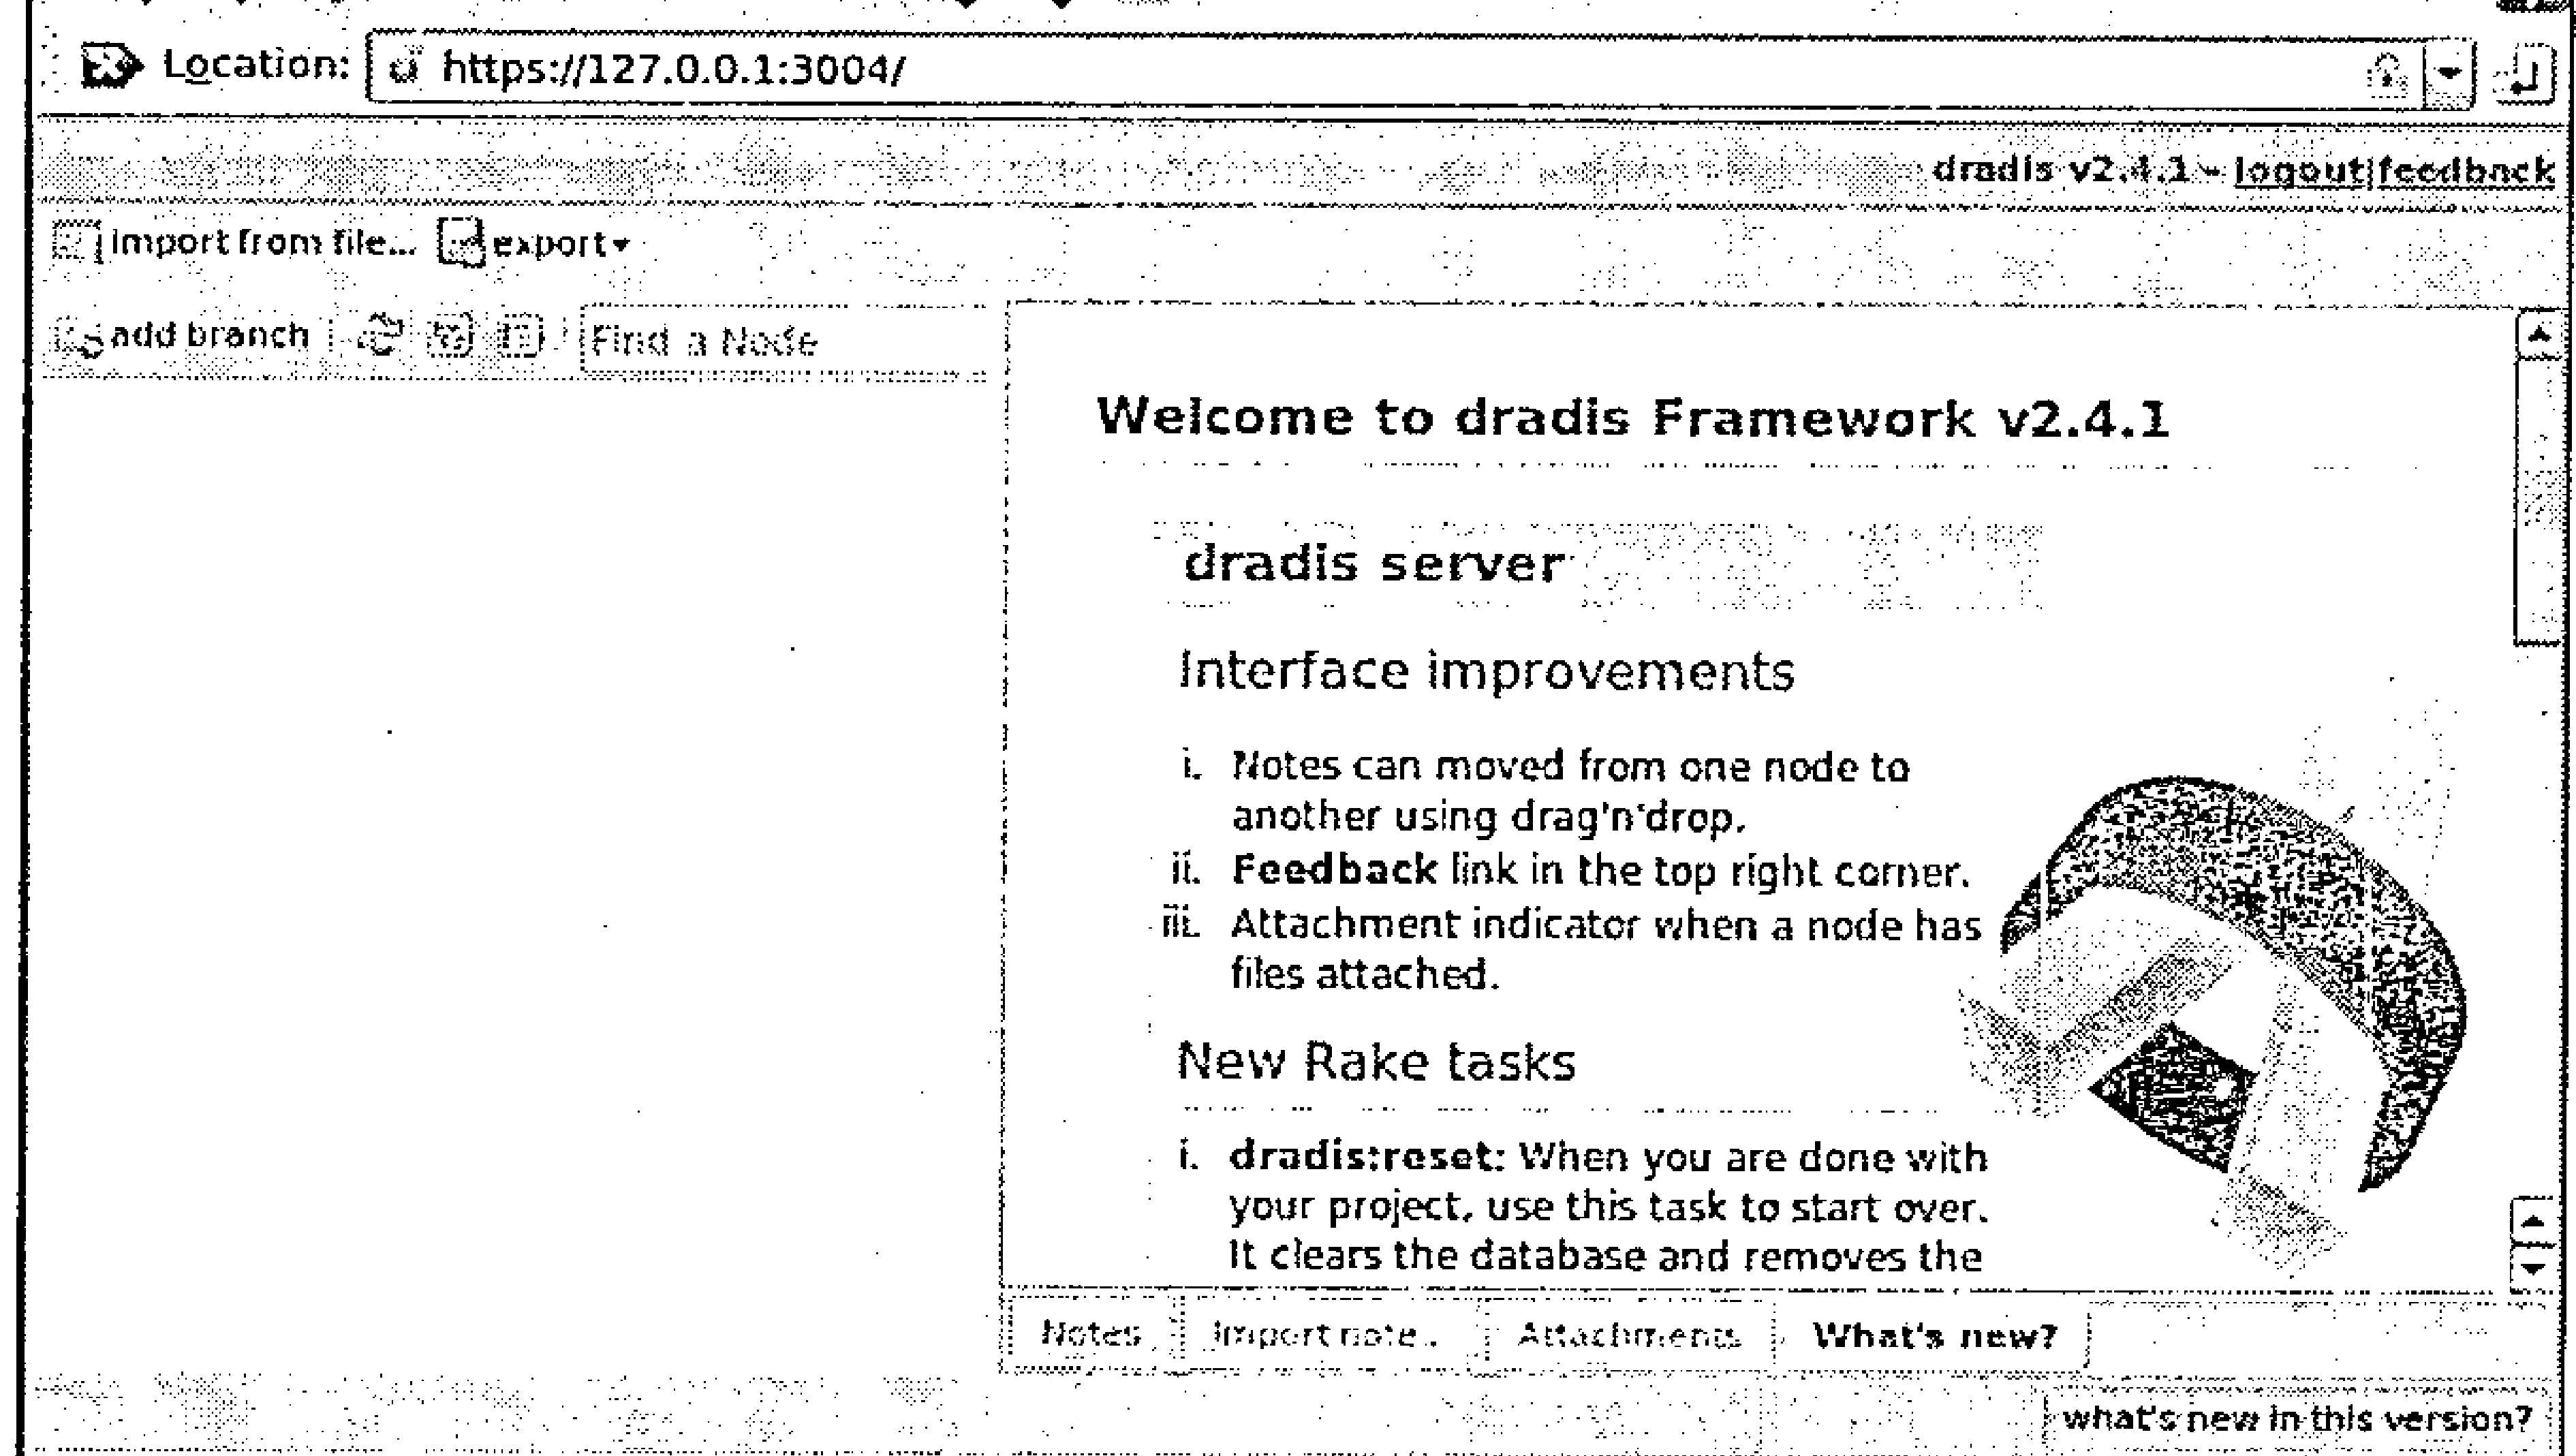 Location: https://127.0.0.1:3004/
dradis v2.4.1 - logout|feedback
import from file... export
add branch Find a Node
Welcome to dradis Framework v2.4.1
dradis server
Interface improvements
i. Notes can moved from one node to
another using drag'n'drop.
ii. Feedback link in the top right corner.
iii. Attachment indicator when a node has
files attached.
New Rake tasks
i. dradis:reset: When you are done with
your project, use this task to start over.
It clears the database and removes the
Notes Import note.. Attachments What's new?
what's new in this version?